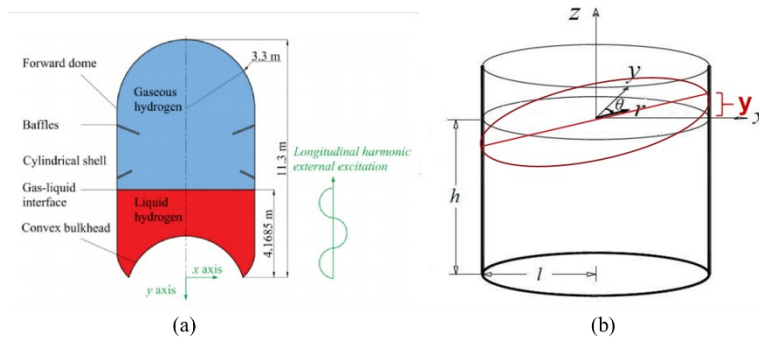 Forward dome
Baffles
Cylindrical shell
Gas-liquid
interface
Convex bulkhead
Gaseous
hydrogen
Liquid
hydrogen
3.3 m
11.3 m
4.1685 m
x axis
y axis
Longitudinal harmonic
external excitation
(a)
z
y
θ
r
y
x
h
l
(b)